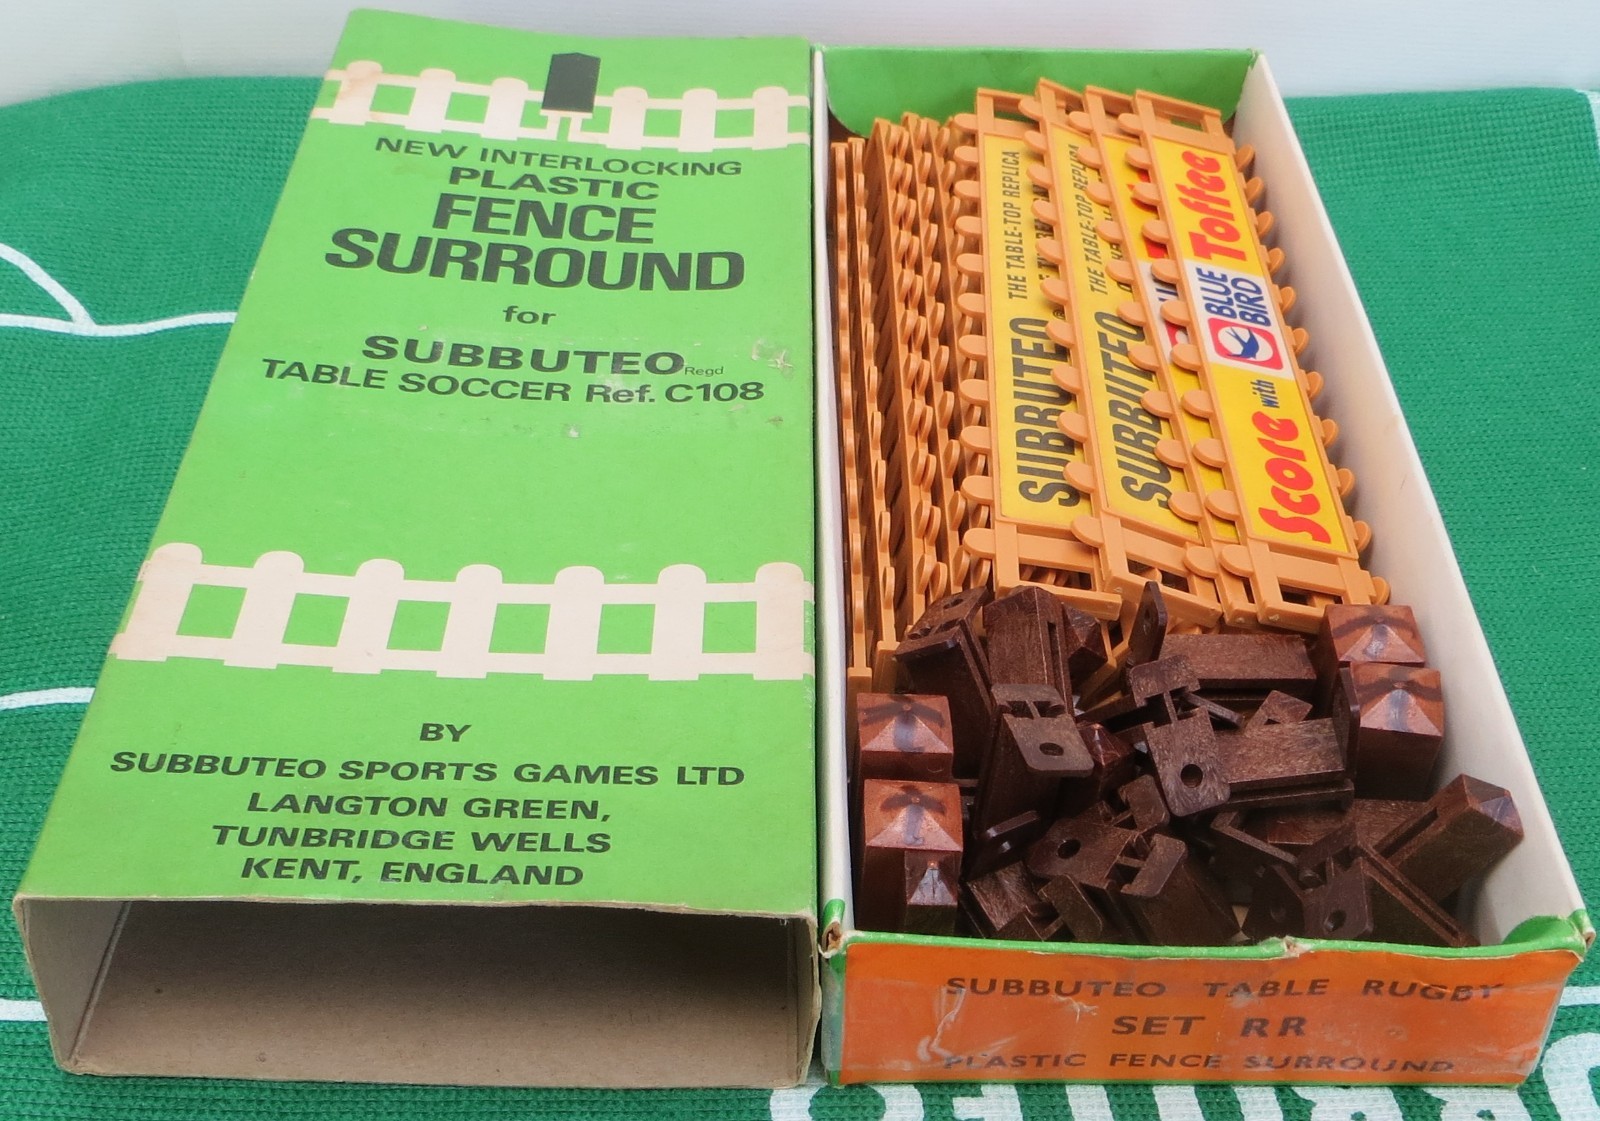 NEW INTERLOCKING
PLASTIC
FENCE
SURROUND
for
SUBBUTEO Regd
TABLE SOCCER Ref. C108
BY
SUBBUTEO SPORTS GAMES LTD
LANGTON GREEN,
TUNBRIDGE WELLS
KENT, ENGLAND
SUBBUTEO THE TABLE-TOP REPLICA
SUBBUTEO THE TABLE-TOP REPLICA
Score with BLUE BIRD Toffee
SUBBUTEO TABLE RUGBY
SET RR
PLASTIC FENCE SURROUND